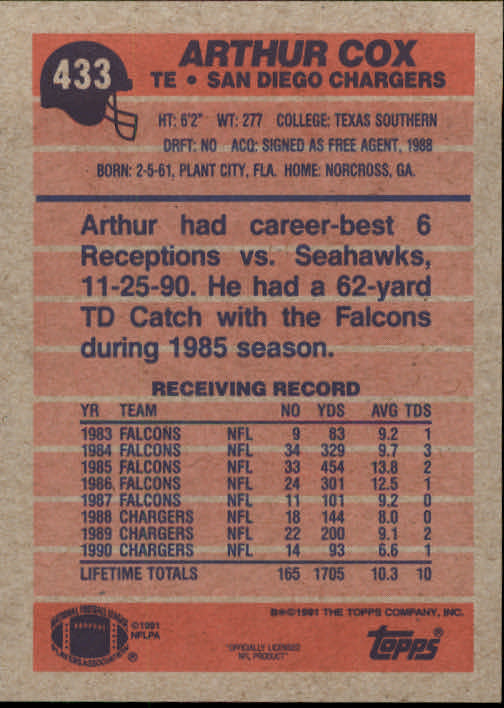 433
ARTHUR COX
TE • SAN DIEGO CHARGERS
HT: 6'2" WT: 277 COLLEGE: TEXAS SOUTHERN
DRFT: NO ACQ: SIGNED AS FREE AGENT, 1988
BORN: 2-5-61, PLANT CITY, FLA. HOME: NORCROSS, GA.
Arthur had career-best 6
Receptions vs. Seahawks,
11-25-90. He had a 62-yard
TD Catch with the Falcons
during 1985 season.
RECEIVING RECORD
YR TEAM NO YDS AVG TDS
1983 FALCONS NFL 9 83 9.2 1
1984 FALCONS NFL 34 329 9.7 3
1985 FALCONS NFL 33 454 13.8 2
1986 FALCONS NFL 24 301 12.5 1
1987 FALCONS NFL 11 101 9.2 0
1988 CHARGERS NFL 18 144 8.0 0
1989 CHARGERS NFL 22 200 9.1 2
1990 CHARGERS NFL 14 93 6.6 1
LIFETIME TOTALS 165 1705 10.3 10
NATIONAL FOOTBALL LEAGUE
PLAYERS ASSOCIATION
®
©1991
NFLPA
"OFFICIALLY LICENSED
NFL PRODUCT"
B®©1991 THE TOPPS COMPANY, INC.
topps®